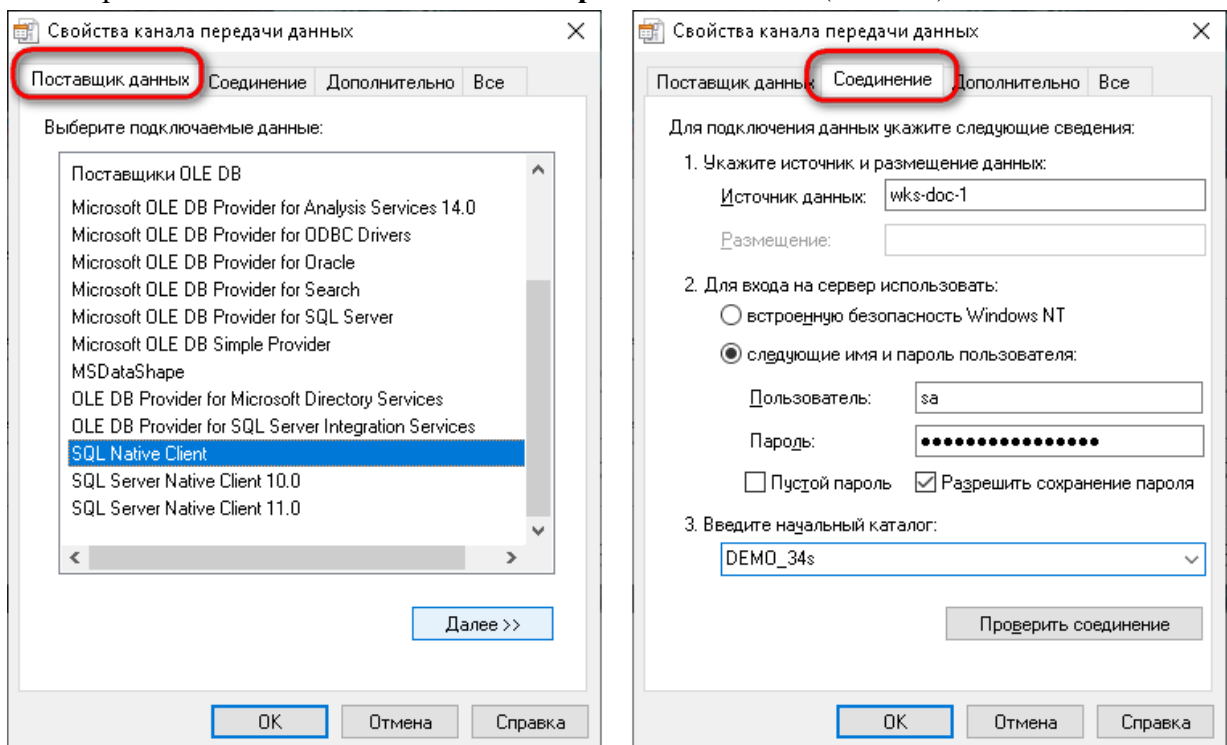 Свойства канала передачи данных
Поставщик данных Соединение Дополнительно Все
Выберите подключаемые данные:
Поставщики OLE DB
Microsoft OLE DB Provider for Analysis Services 14.0
Microsoft OLE DB Provider for ODBC Drivers
Microsoft OLE DB Provider for Oracle
Microsoft OLE DB Provider for Search
Microsoft OLE DB Provider for SQL Server
Microsoft OLE DB Simple Provider
MSDataShape
OLE DB Provider for Microsoft Directory Services
OLE DB Provider for SQL Server Integration Services
SQL Native Client
SQL Server Native Client 10.0
SQL Server Native Client 11.0
Далее >>
OK Отмена Справка
Свойства канала передачи данных
Поставщик данных Соединение Дополнительно Все
Для подключения данных укажите следующие сведения:
1. Укажите источник и размещение данных:
Источник данных: wks-doc-1
Размещение:
2. Для входа на сервер использовать:
встроенную безопасность Windows NT
следующие имя и пароль пользователя:
Пользователь: sa
Пароль: ●●●●●●●●●●●●●●●●
Пустой пароль Разрешить сохранение пароля
3. Введите начальный каталог:
DEMO_34s
Проверить соединение
OK Отмена Справка